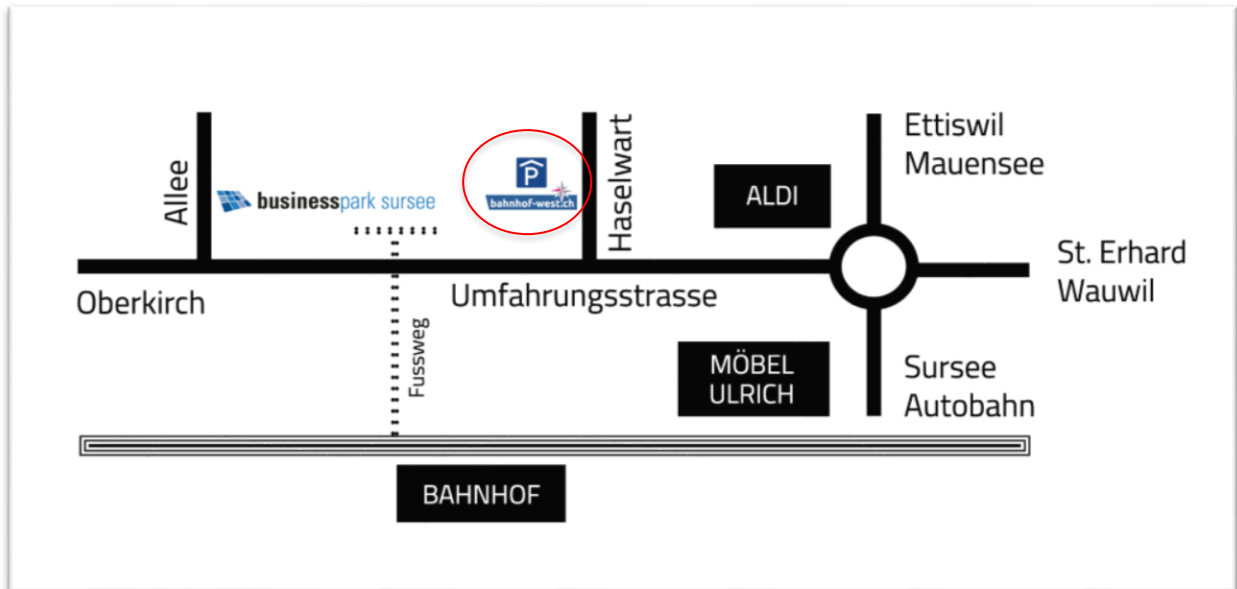 Allee
businesspark sursee
P
bahnhof-west.ch
Haselwart
ALDI
Ettiswil
Mauensee
St. Erhard
Wauwil
Oberkirch
Umfahrungsstrasse
Fussweg
MÖBEL
ULRICH
Sursee
Autobahn
BAHNHOF